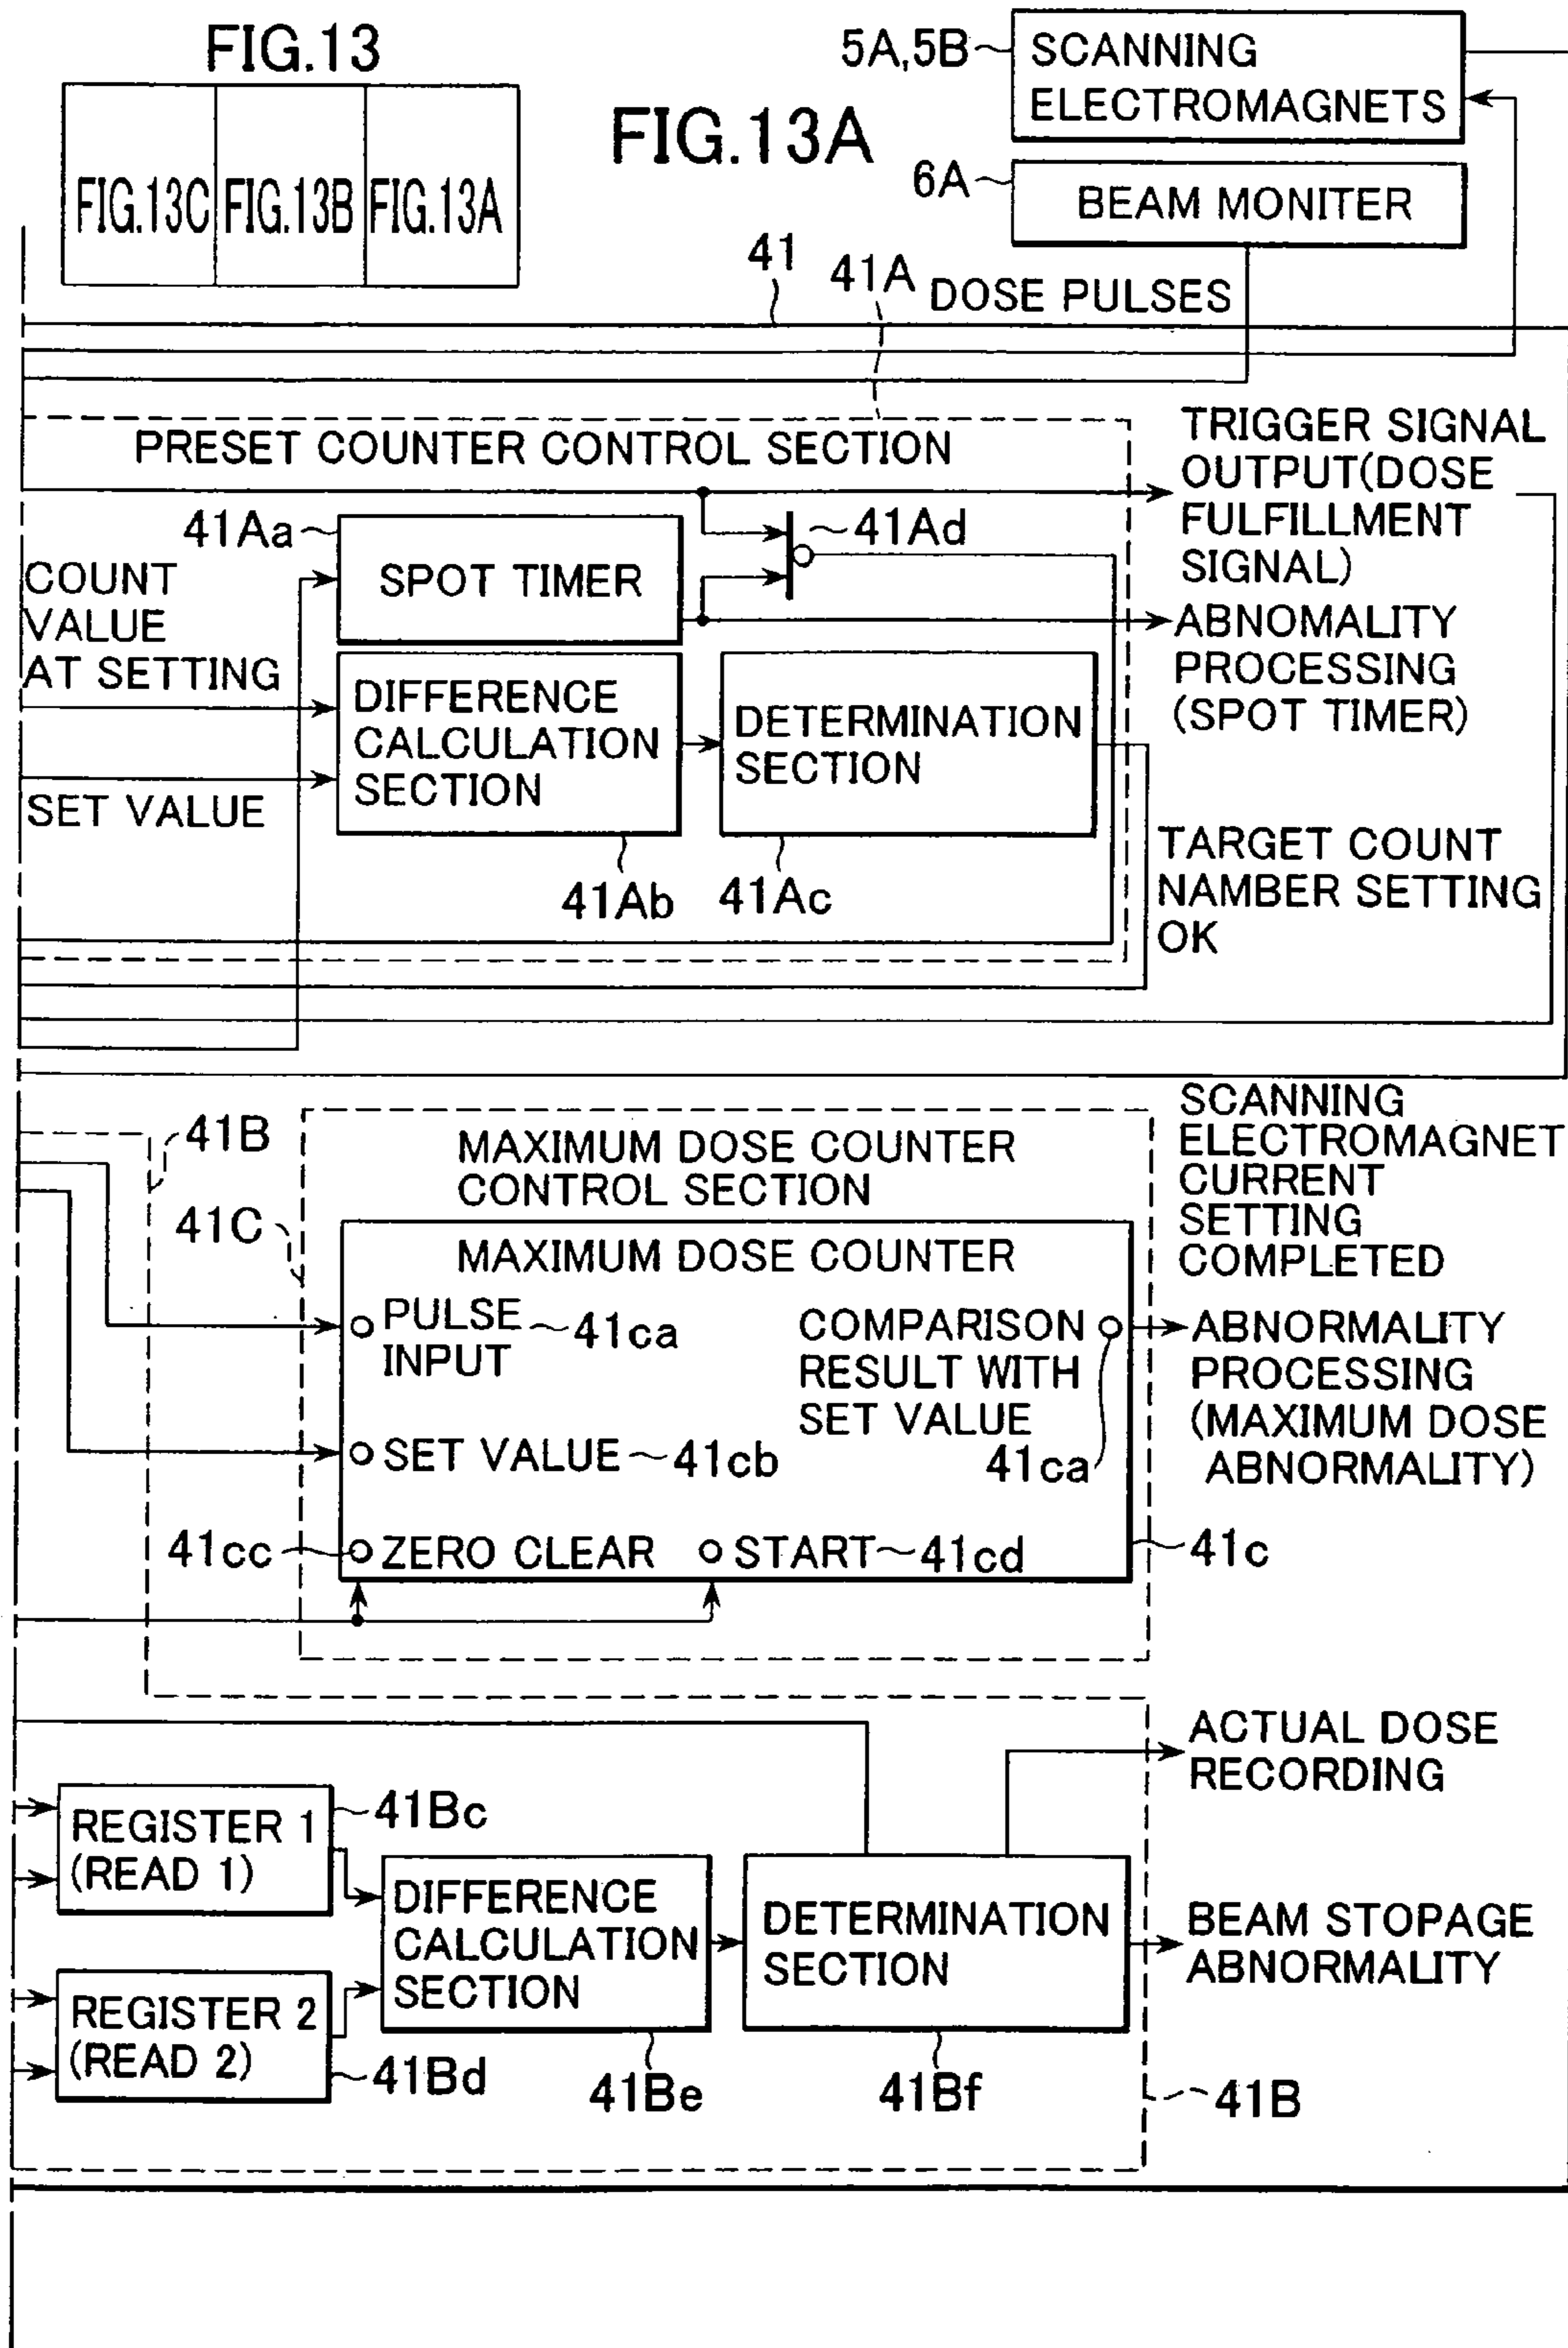 FIG.13
FIG.13C
FIG.13B
FIG.13A
FIG.13A
5A,5B
SCANNING
ELECTROMAGNETS
6A
BEAM MONITER
41
41A
DOSE PULSES
PRESET COUNTER CONTROL SECTION
TRIGGER SIGNAL
OUTPUT(DOSE
FULFILLMENT
SIGNAL)
41Aa
SPOT TIMER
41Ad
COUNT
VALUE
AT SETTING
ABNOMALITY
PROCESSING
(SPOT TIMER)
DIFFERENCE
CALCULATION
SECTION
DETERMINATION
SECTION
SET VALUE
41Ab
41Ac
TARGET COUNT
NAMBER SETTING
OK
41B
MAXIMUM DOSE COUNTER
CONTROL SECTION
SCANNING
ELECTROMAGNET
CURRENT
SETTING
COMPLETED
41C
MAXIMUM DOSE COUNTER
PULSE
INPUT
41ca
COMPARISON
RESULT WITH
SET VALUE
41ca
ABNORMALITY
PROCESSING
(MAXIMUM DOSE
ABNORMALITY)
SET VALUE
41cb
41cc
ZERO CLEAR
START
41cd
41c
ACTUAL DOSE
RECORDING
REGISTER 1
(READ 1)
41Bc
DIFFERENCE
CALCULATION
SECTION
DETERMINATION
SECTION
BEAM STOPAGE
ABNORMALITY
REGISTER 2
(READ 2)
41Bd
41Be
41Bf
41B